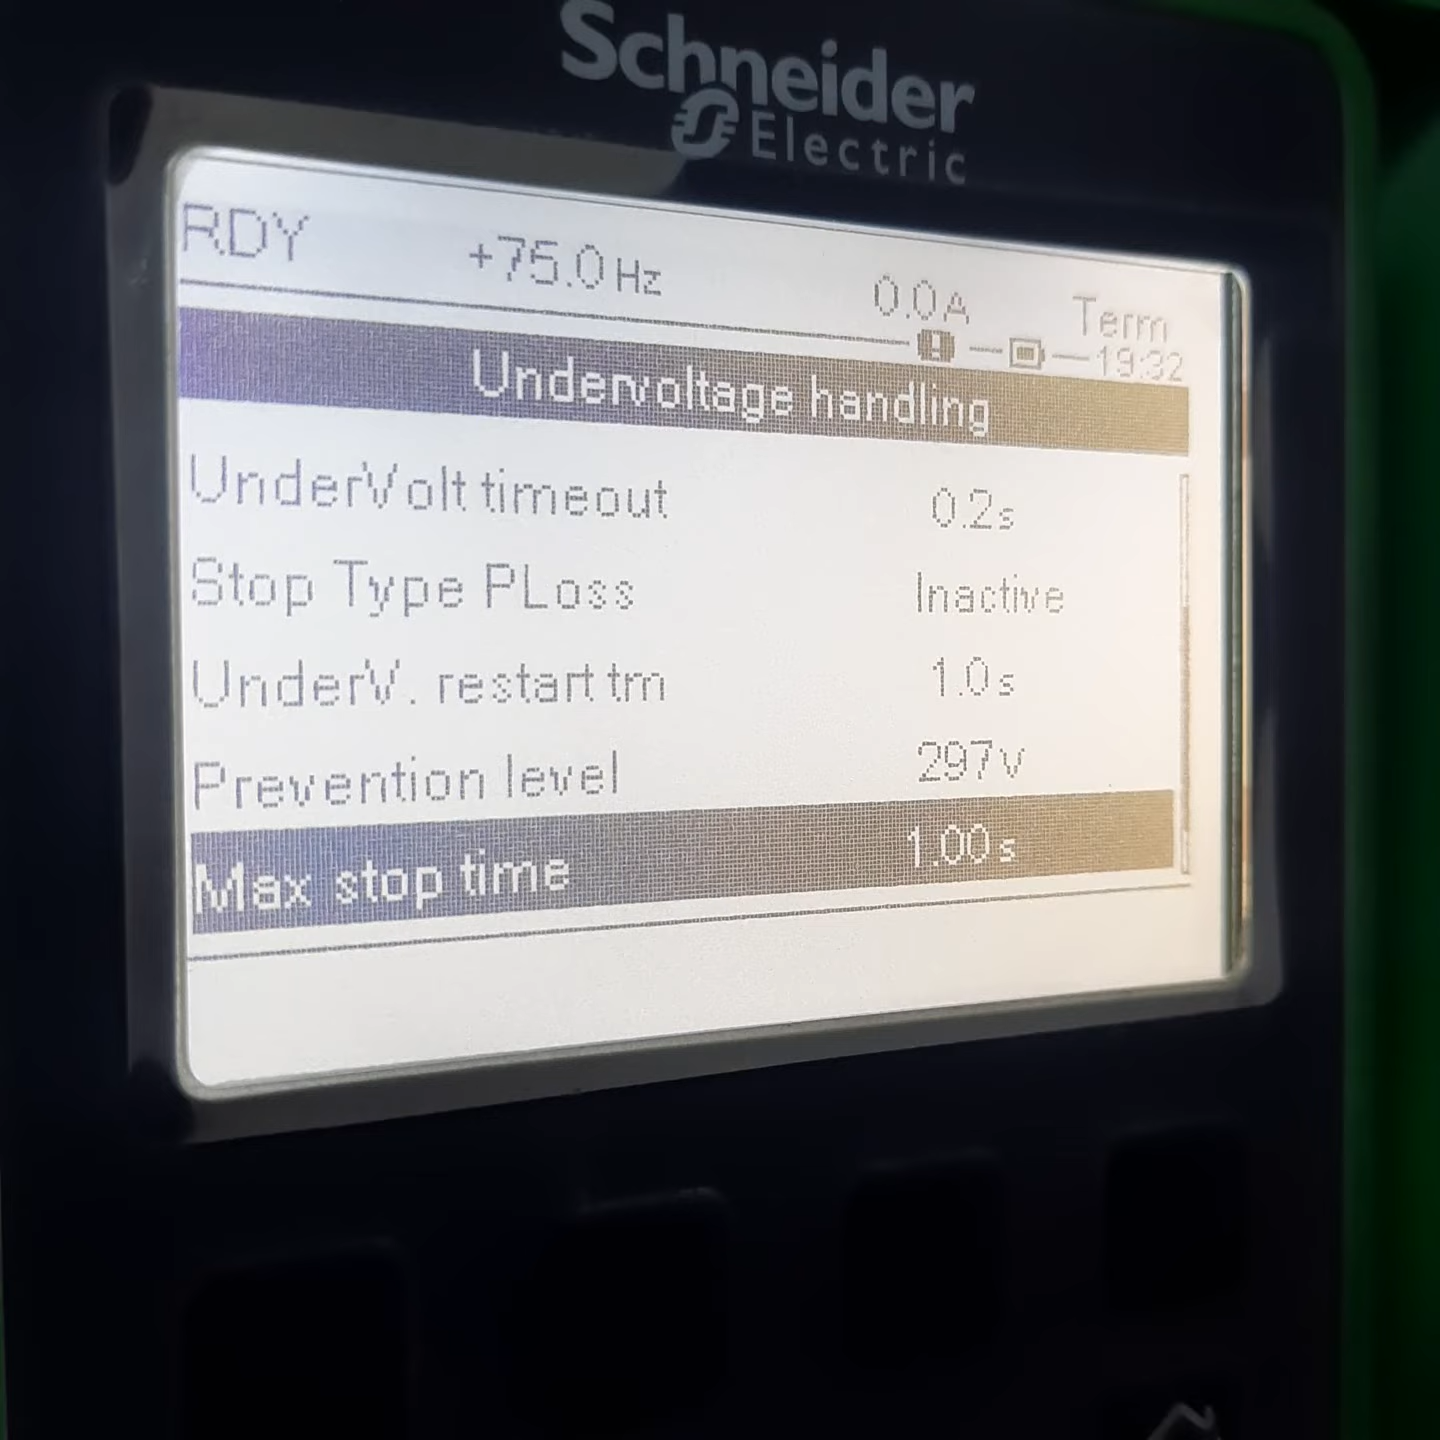 Schneider
Electric
RDY +75.0 Hz 0.0A Term
19:32
Undervoltage handling
UnderVolt timeout 0.2s
Stop Type PLoss Inactive
UnderV. restart tm 1.0s
Prevention level 297V
Max stop time 1.00s